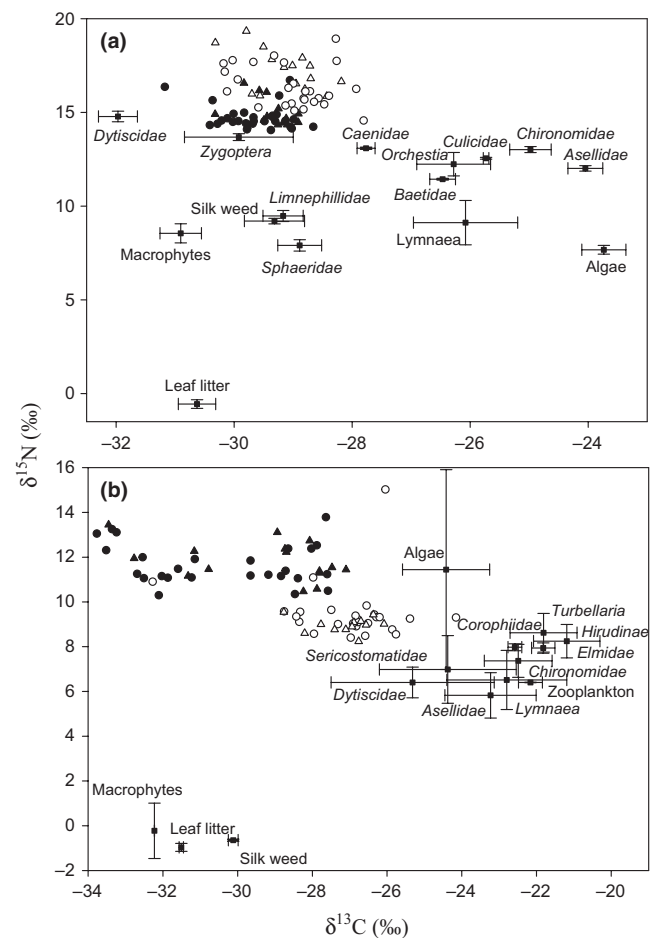 (a)
20
15
10
5
0
Dytiscidae
Zygoptera
Caenidae
Culicidae
Chironomidae
Orchestia
Asellidae
Baetidae
Silk weed
Limnephillidae
Macrophytes
Sphaeridae
Lymnaea
Algae
Leaf litter
−32 −30 −28 −26 −24
δ15N (‰)
(b)
16
14
12
10
8
6
4
2
0
−2
Algae
Turbellaria
Corophiidae
Hirudinae
Sericostomatidae
Elmidae
Chironomidae
Dytiscidae
Zooplankton
Asellidae
Lymnaea
Macrophytes
Leaf litter
Silk weed
−34 −32 −30 −28 −26 −24 −22 −20
δ13C (‰)